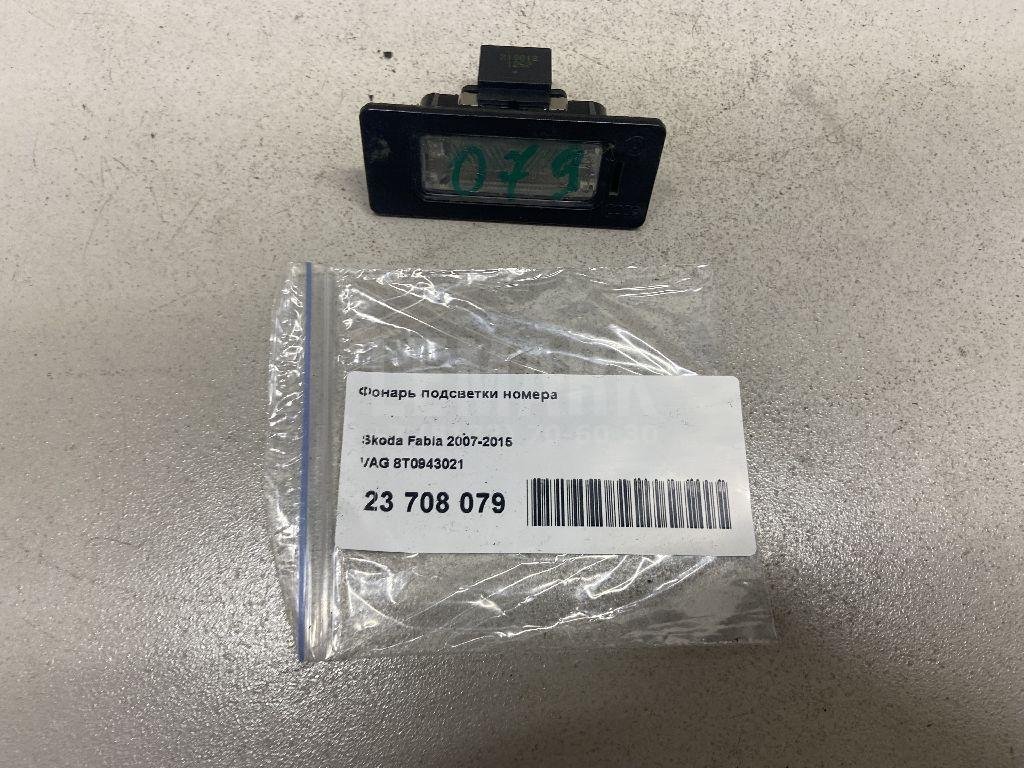 079
Фонарь подсветки номера
Skoda Fabia 2007-2015
VAG 8T0943021
23 708 079